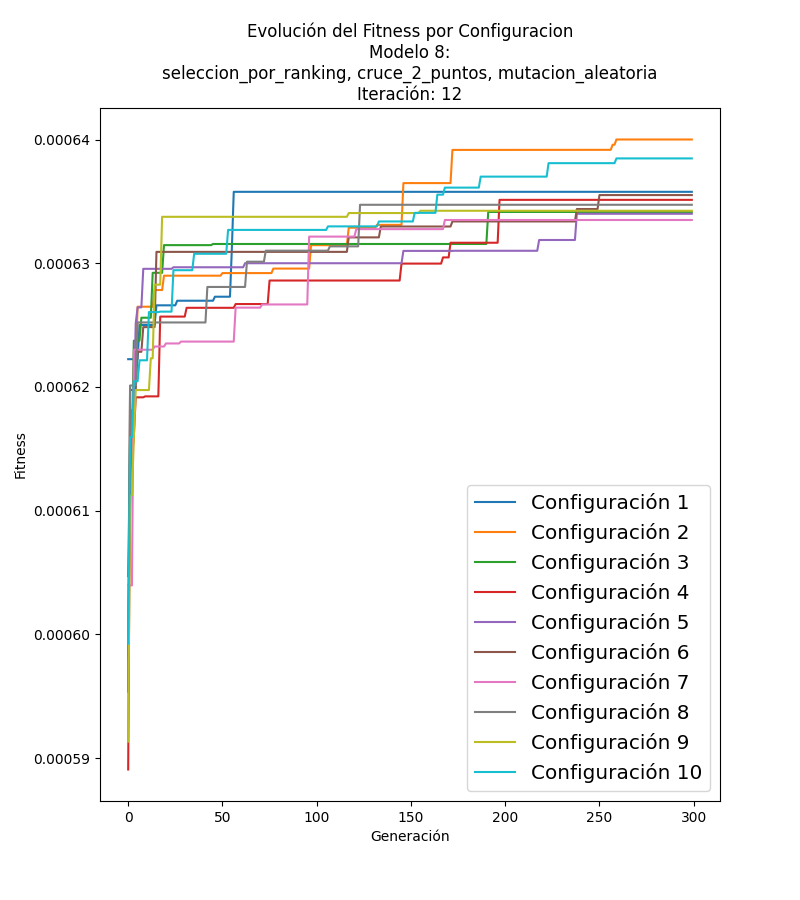 Evolución del Fitness por Configuracion
Modelo 8:
seleccion_por_ranking, cruce_2_puntos, mutacion_aleatoria
Iteración: 12
0.00064
0.00063
0.00062
0.00061
0.00060
0.00059
Fitness
Configuración 1
Configuración 2
Configuración 3
Configuración 4
Configuración 5
Configuración 6
Configuración 7
Configuración 8
Configuración 9
Configuración 10
0 50 100 150 200 250 300
Generación